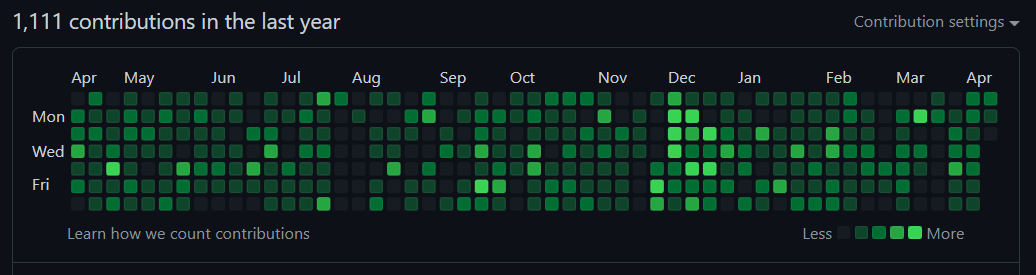 1,111 contributions in the last year
Contribution settings
Apr May Jun Jul Aug Sep Oct Nov Dec Jan Feb Mar Apr
Mon
Wed
Fri
Learn how we count contributions
Less More